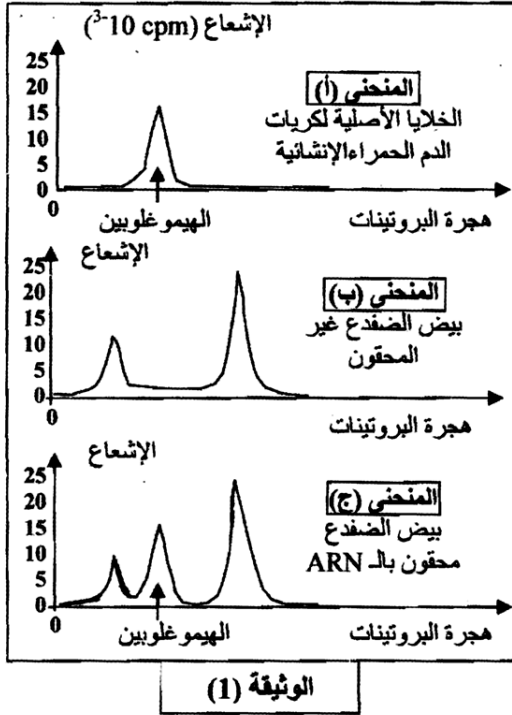 الإشعاع (3-10 cpm)
25
20
15
10
5
0
0
المنحنى (أ)
الخلايا الأصلية لكريات
الدم الحمراءالإنشائية
الهيموغلوبين
هجرة البروتينات
الإشعاع
25
20
15
10
5
0
0
المنحنى (ب)
بيض الضفدع غير
المحقون
هجرة البروتينات
الإشعاع
25
20
15
10
5
0
0
المنحنى (ج)
بيض الضفدع
محقون بالـ ARN
الهيموغلوبين
هجرة البروتينات
الوثيقة (1)